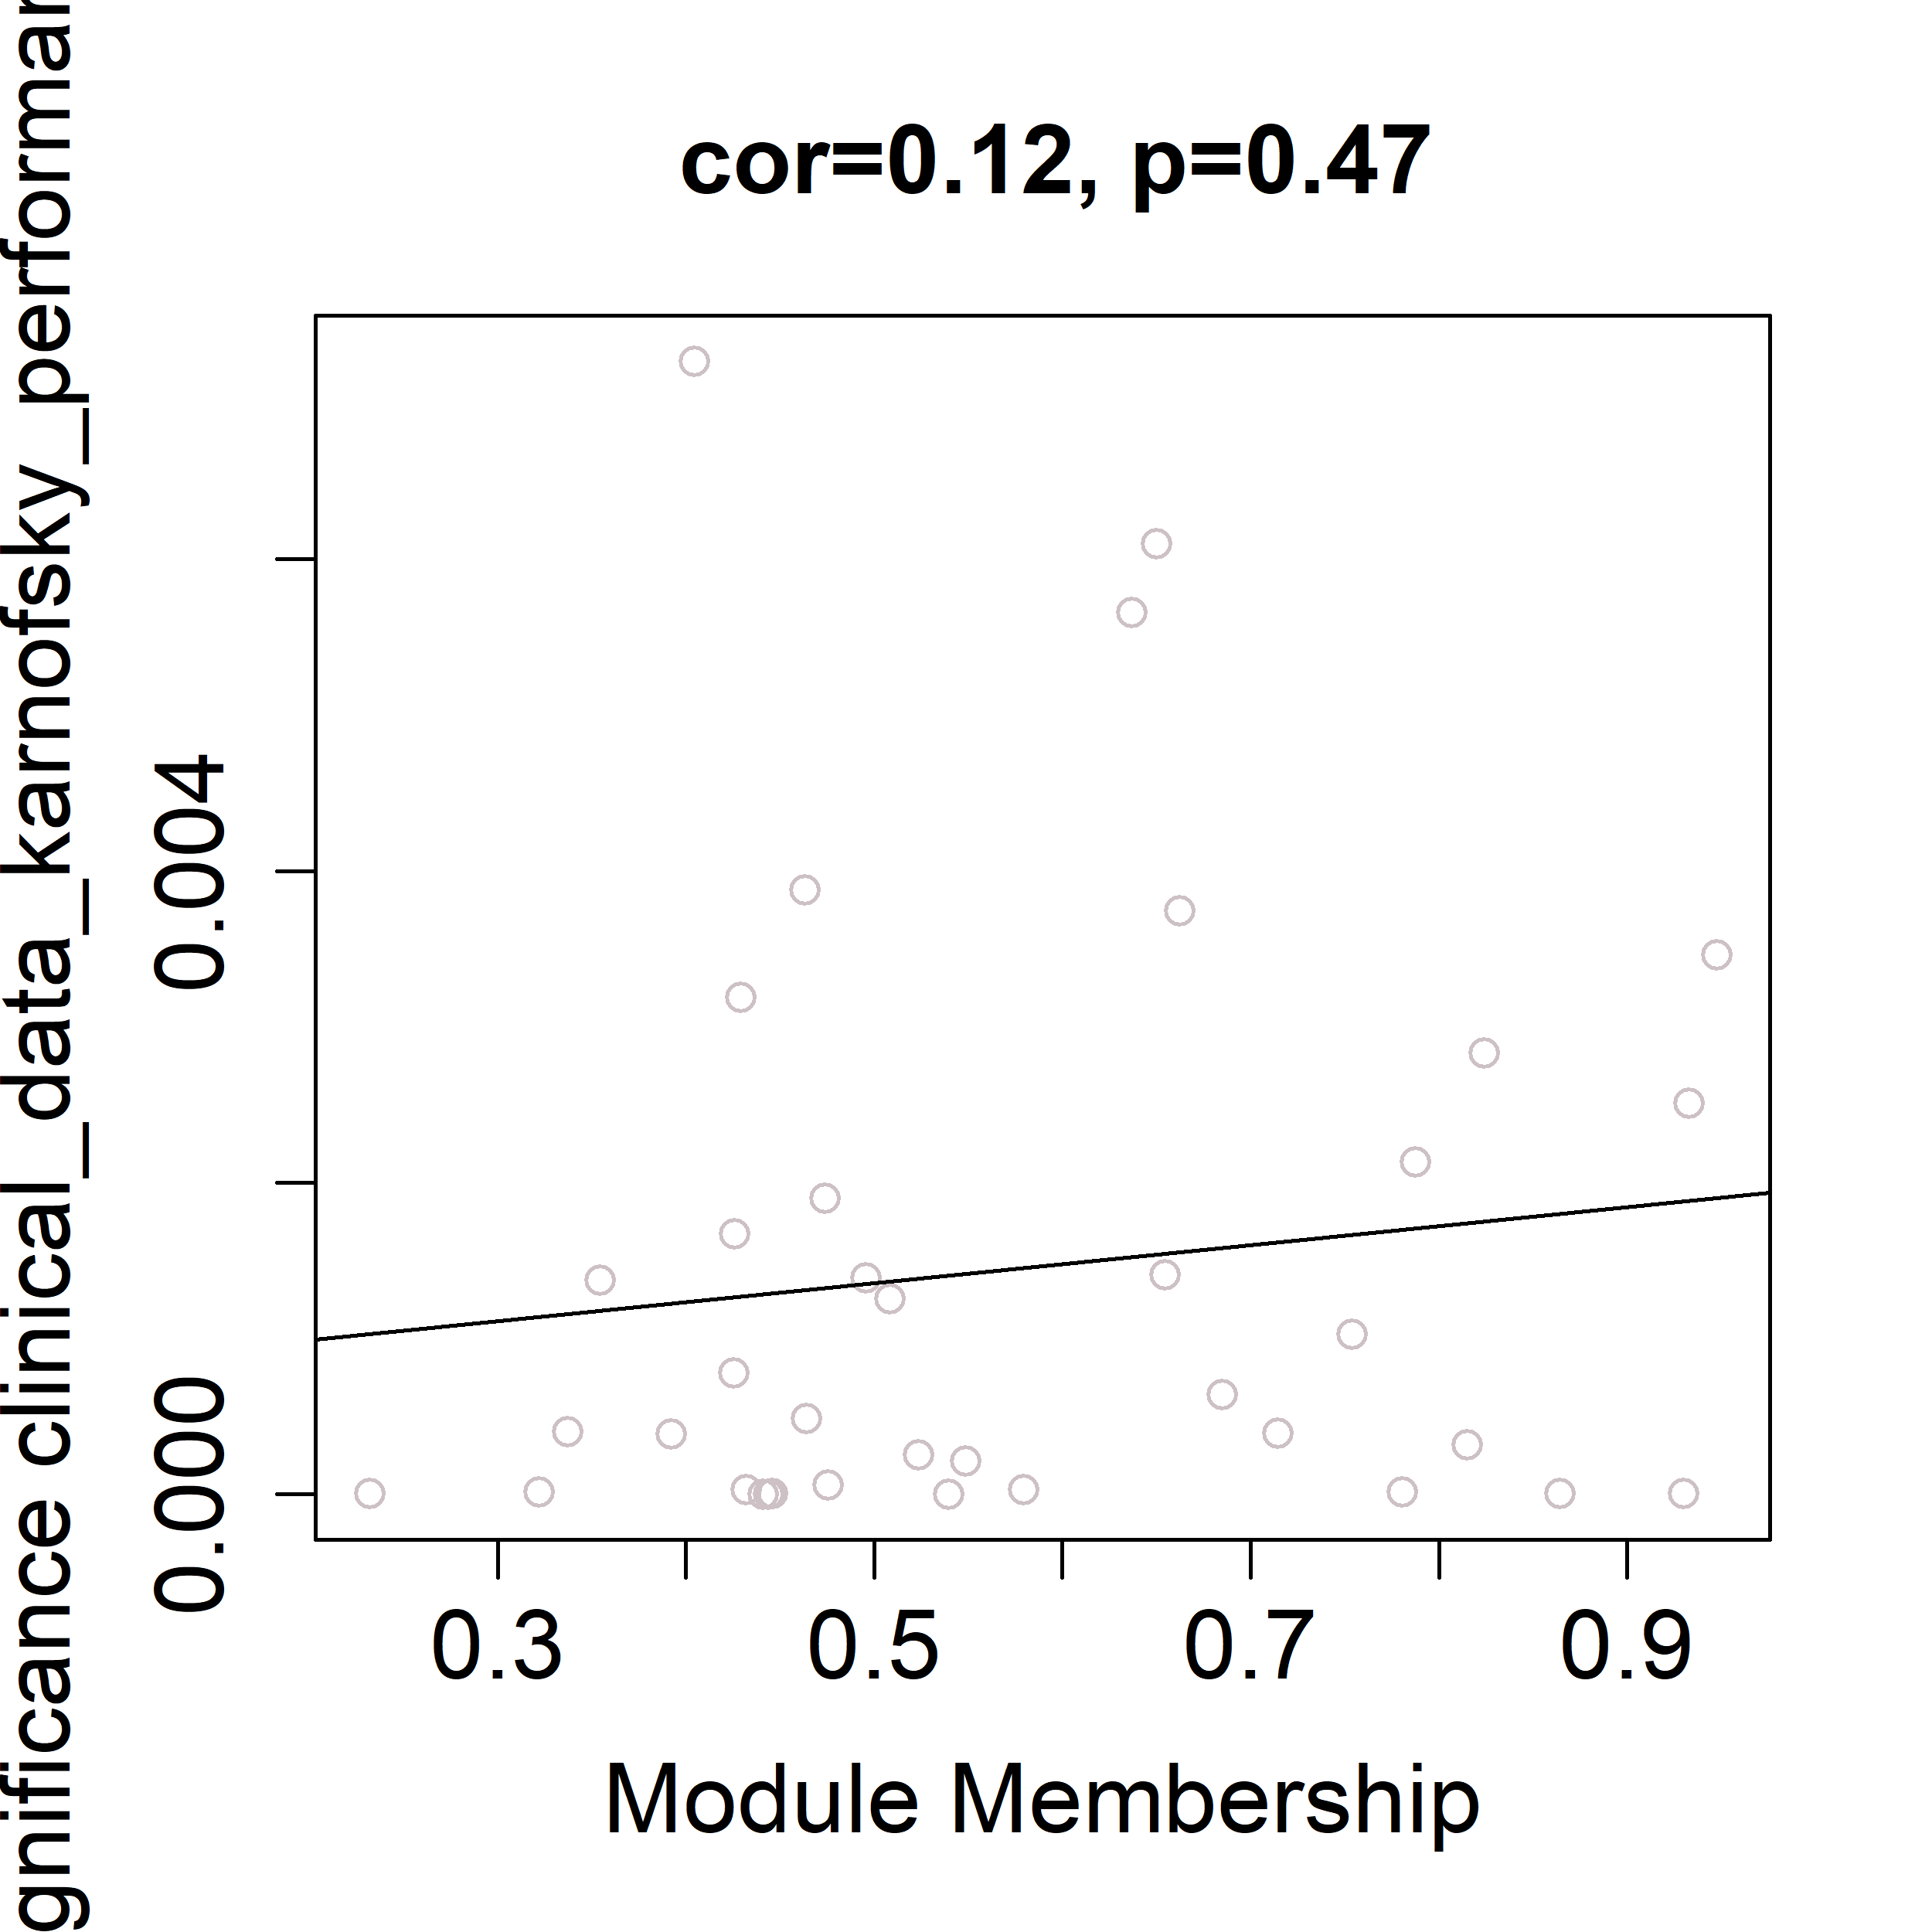 cor=0.12, p=0.47
gnificance clinical_data_karnofsky_performa
0.004
0.000
0.3 0.5 0.7 0.9
Module Membership